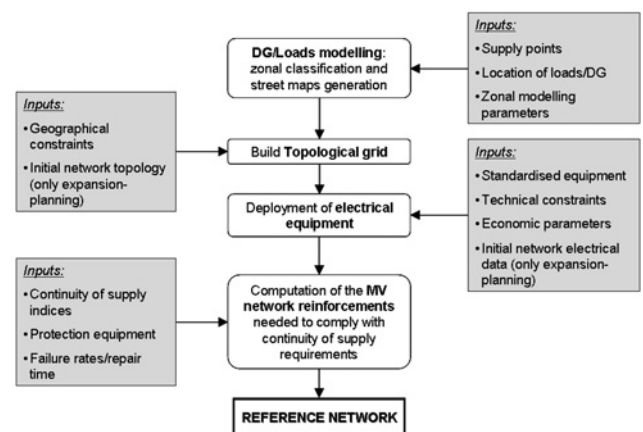 DG/Loads modelling:
zonal classification and
street maps generation
Inputs:
•Supply points
•Location of loads/DG
•Zonal modelling
parameters
Inputs:
•Geographical
constraints
•Initial network topology
(only expansion-
planning)
Build Topological grid
Inputs:
•Standardised equipment
•Technical constraints
•Economic parameters
•Initial network electrical
data (only expansion-
planning)
Deployment of electrical
equipment
Inputs:
•Continuity of supply
indices
•Protection equipment
•Failure rates/repair
time
Computation of the MV
network reinforcements
needed to comply with
continuity of supply
requirements
REFERENCE NETWORK